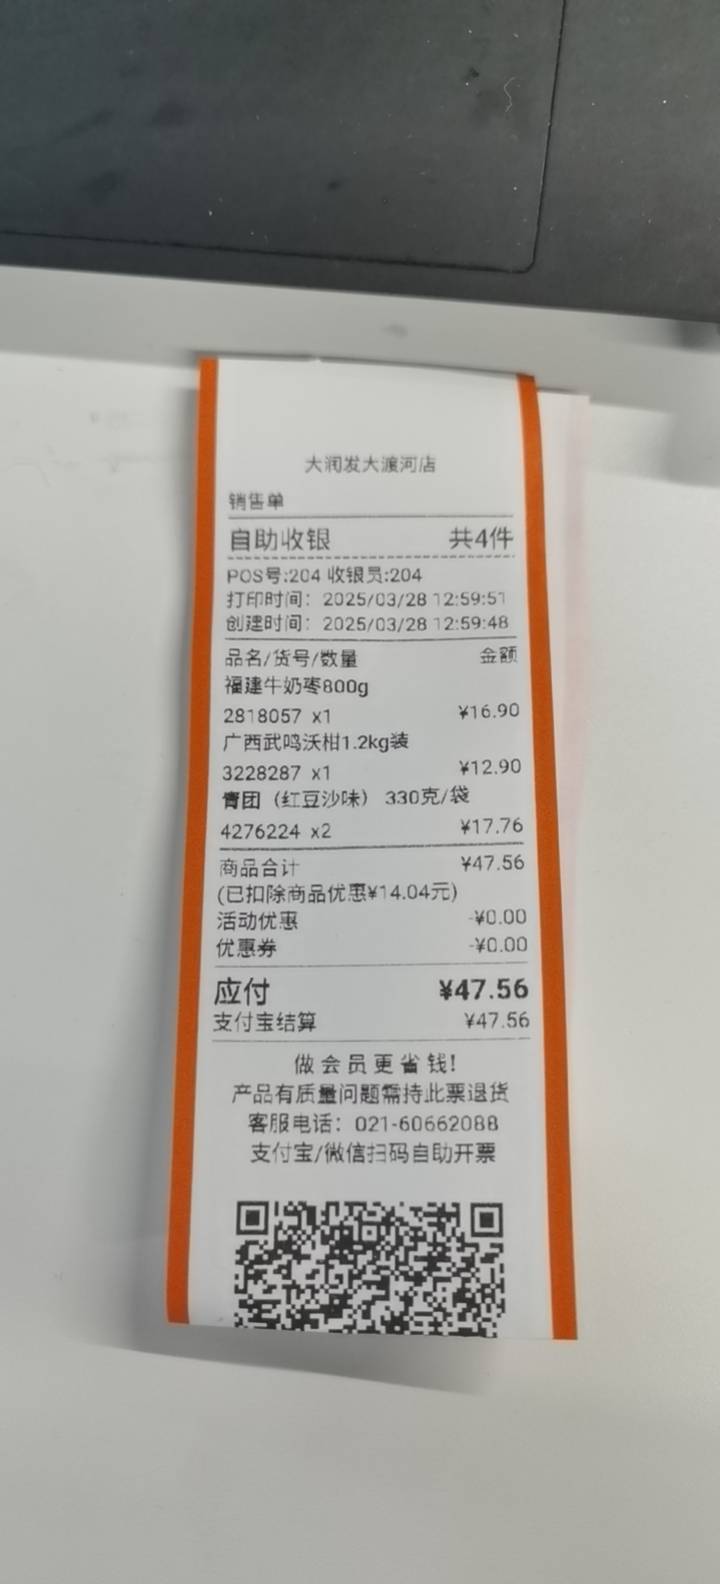 大润发大渡河店
销售单
自助收银 共4件
POS号:204 收银员:204
打印时间：2025/03/28 12:59:51
创建时间：2025/03/28 12:59:48
品名/货号/数量 金额
福建牛奶枣800g
2818057 x1 ¥16.90
广西武鸣沃柑1.2kg装
3228287 x1 ¥12.90
青团（红豆沙味） 330克/袋
4276224 x2 ¥17.76
商品合计 ¥47.56
(已扣除商品优惠¥14.04元)
活动优惠 -¥0.00
优惠券 -¥0.00
应付 ¥47.56
支付宝结算 ¥47.56
做会员更省钱!
产品有质量问题需持此票退货
客服电话：021-60662088
支付宝/微信扫码自助开票